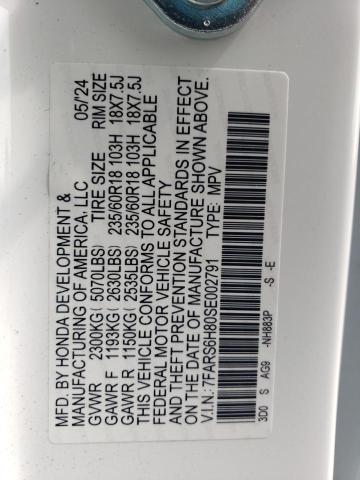 MFD. BY HONDA DEVELOPMENT &
MANUFACTURING OF AMERICA, LLC 05/24
GVWR 2300KG( 5070LBS) TIRE SIZE RIM SIZE
GAWR F 1193KG( 2630LBS) 235/60R18 103H 18X7.5J
GAWR R 1150KG( 2535LBS) 235/60R18 103H 18X7.5J
THIS VEHICLE CONFORMS TO ALL APPLICABLE
FEDERAL MOTOR VEHICLE SAFETY
AND THEFT PREVENTION STANDARDS IN EFFECT
ON THE DATE OF MANUFACTURE SHOWN ABOVE.
V.I.N.: 7FARS6H80SE002791 TYPE: MPV
3D0 S AG9 -NH883P -S -E